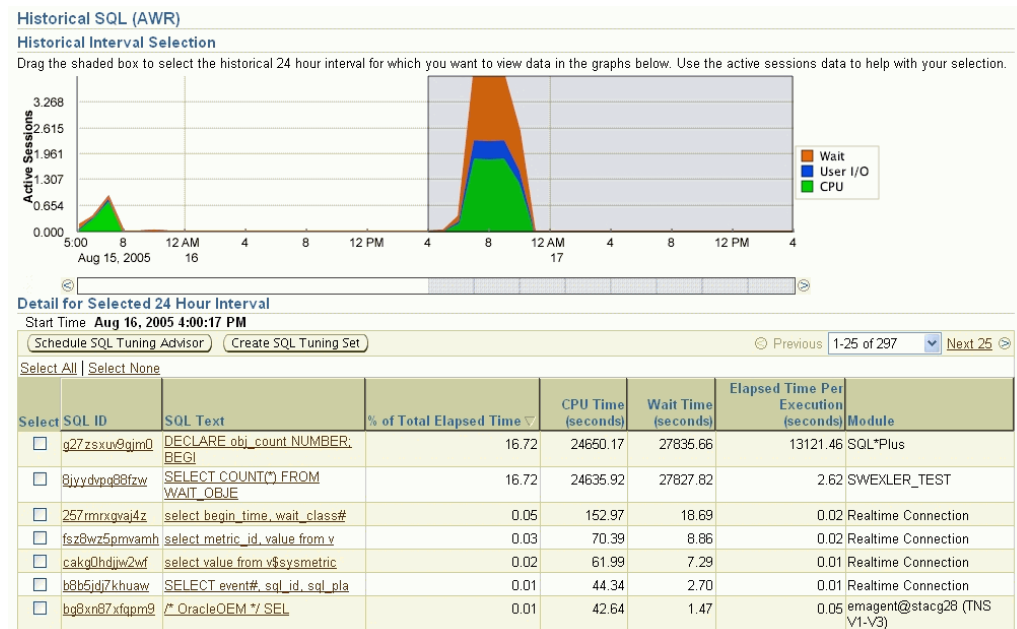 Historical SQL (AWR)
Historical Interval Selection
Drag the shaded box to select the historical 24 hour interval for which you want to view data in the graphs below. Use the active sessions data to help with your selection.
Active Sessions
3.268
2.615
1.961
1.307
0.654
0.000
5:00 8 12 AM 4 8 12 PM 4 8 12 AM 4 8 12 PM 4
Aug 15, 2005 16 17
Wait
User I/O
CPU
Detail for Selected 24 Hour Interval
Start Time Aug 16, 2005 4:00:17 PM
Schedule SQL Tuning Advisor Create SQL Tuning Set Previous 1-25 of 297 Next 25
Select All | Select None
Select SQL ID SQL Text % of Total Elapsed Time CPU Time (seconds) Wait Time (seconds) Elapsed Time Per Execution (seconds) Module
g27zsxuv9gjm0 DECLARE obj_count NUMBER; BEGI 16.72 24650.17 27835.66 13121.46 SQL*Plus
8jyydvpq88fzw SELECT COUNT(*) FROM WAIT_OBJE 16.72 24635.92 27827.82 2.62 SWEXLER_TEST
257rmrxgvaj4z select begin_time, wait_class# 0.05 152.97 18.69 0.02 Realtime Connection
fsz8wz5pmvamh select metric_id, value from v 0.03 70.39 8.86 0.02 Realtime Connection
cakg0hdjjw2wf select value from v$sysmetric 0.02 61.99 7.29 0.01 Realtime Connection
b8b5jdj7khuaw SELECT event#, sql_id, sql_pla 0.01 44.34 2.70 0.01 Realtime Connection
bg8xn87xfqpm9 /* OracleOEM */ SEL 0.01 42.64 1.47 0.05 emagent@stacg28 (TNS V1-V3)